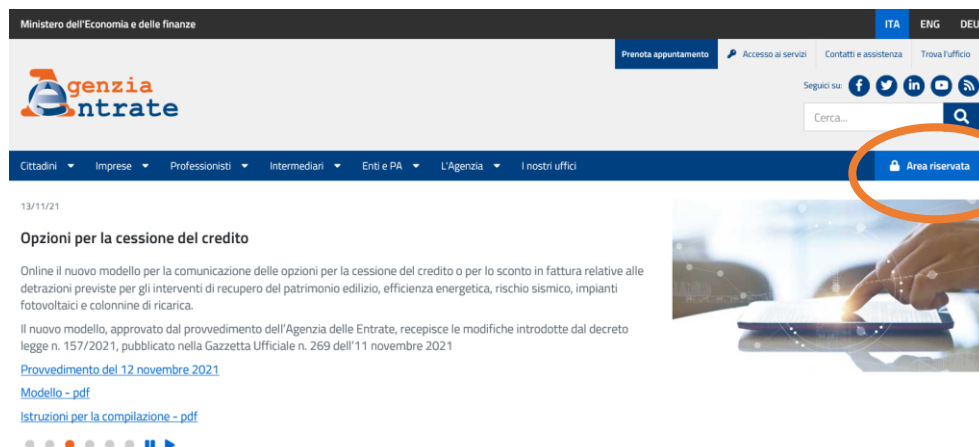 Ministero dell'Economia e delle finanze
ITA ENG DEU
Prenota appuntamento Accesso ai servizi Contatti e assistenza Trova l'ufficio
Agenzia
Entrate
Seguici su:
Cerca...
Cittadini Imprese Professionisti Intermediari Enti e PA L'Agenzia I nostri uffici Area riservata
13/11/21
Opzioni per la cessione del credito
Online il nuovo modello per la comunicazione delle opzioni per la cessione del credito o per lo sconto in fattura relative alle
detrazioni previste per gli interventi di recupero del patrimonio edilizio, efficienza energetica, rischio sismico, impianti
fotovoltaici e colonnine di ricarica.
Il nuovo modello, approvato dal provvedimento dell'Agenzia delle Entrate, recepisce le modifiche introdotte dal decreto
legge n. 157/2021, pubblicato nella Gazzetta Ufficiale n. 269 dell'11 novembre 2021
Provvedimento del 12 novembre 2021
Modello - pdf
Istruzioni per la compilazione - pdf